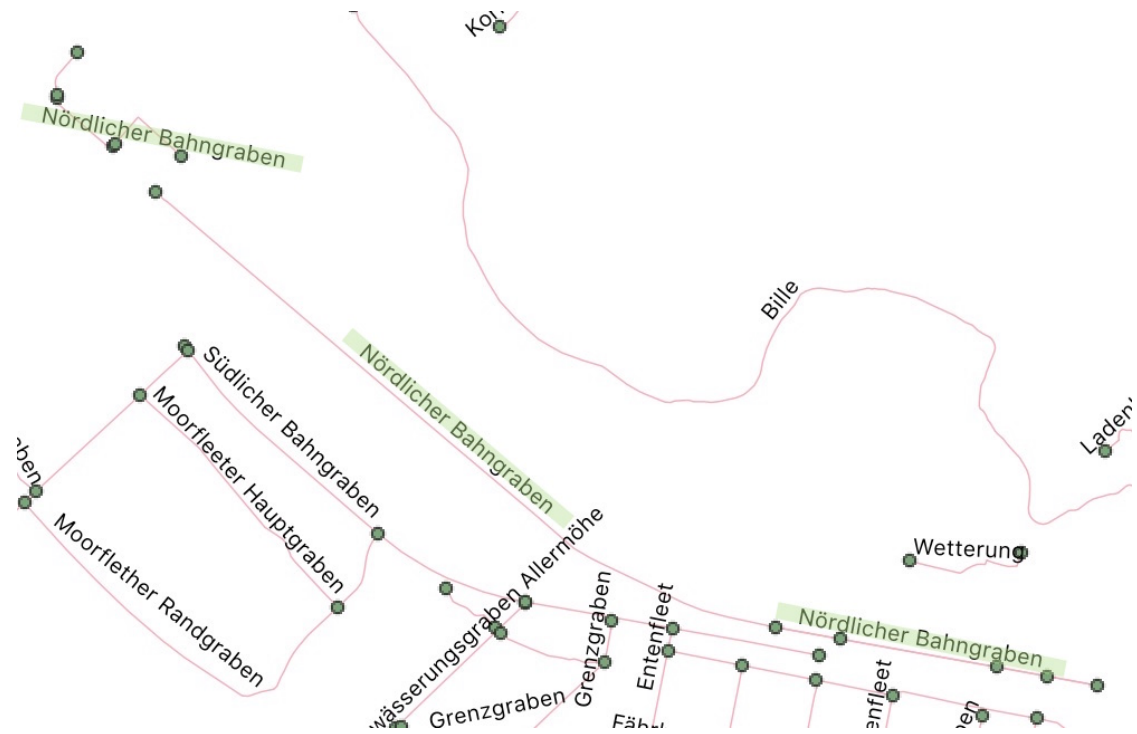 Nördlicher Bahngraben
Bille
Nördlicher Bahngraben
Südlicher Bahngraben
Moorfleeter Hauptgraben
Moorflether Randgraben
Wetterung
Allermöhe
Grenzgraben
Entenfleet
Nördlicher Bahngraben
Grenzgraben